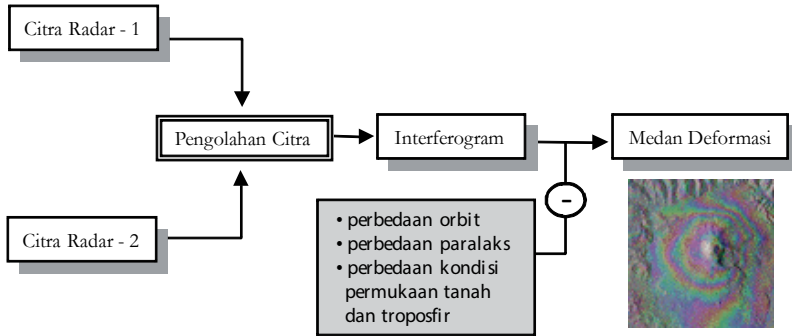 Citra Radar - 1
Pengolahan Citra
Interferogram
Medan Deformasi
Citra Radar - 2
-
• perbedaan orbit
• perbedaan paralaks
• perbedaan kondisi
permukaan tanah
dan troposfir